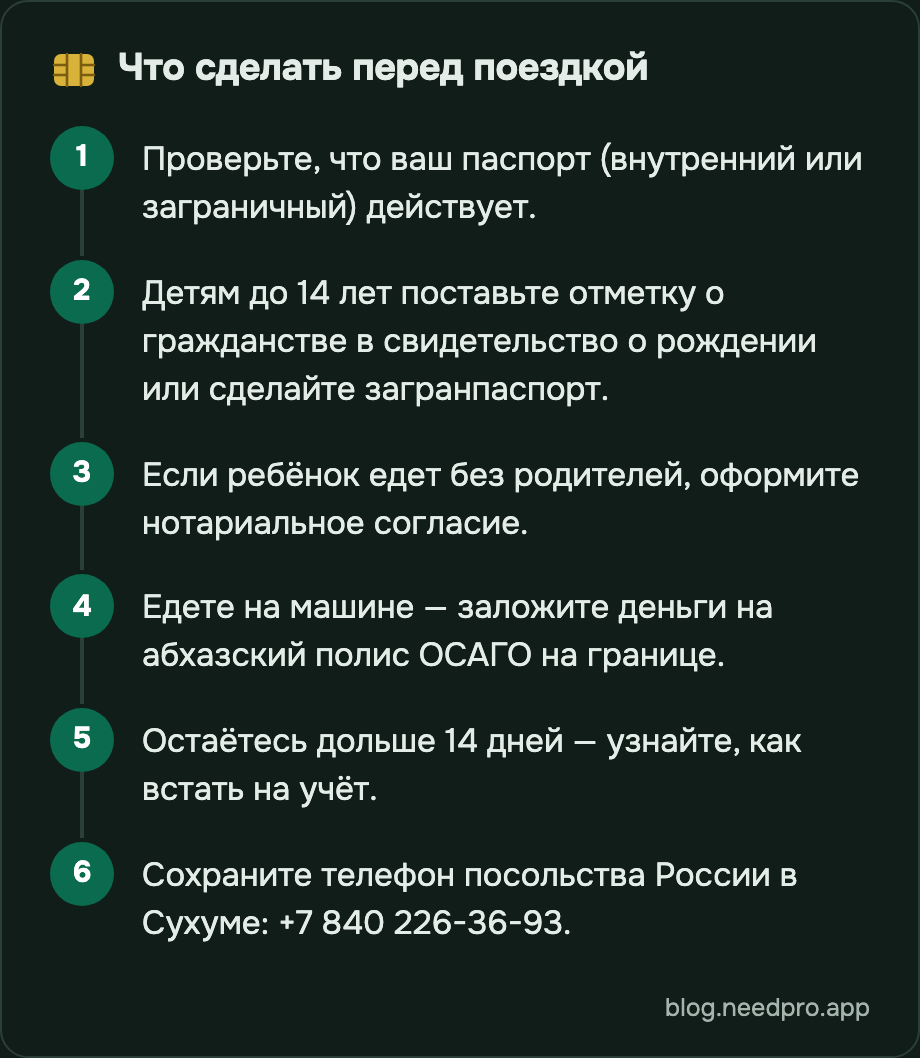 Что сделать перед поездкой
1
Проверьте, что ваш паспорт (внутренний или
заграничный) действует.
2
Детям до 14 лет поставьте отметку о
гражданстве в свидетельство о рождении
или сделайте загранпаспорт.
3
Если ребёнок едет без родителей, оформите
нотариальное согласие.
4
Едете на машине — заложите деньги на
абхазский полис ОСАГО на границе.
5
Остаётесь дольше 14 дней — узнайте, как
встать на учёт.
6
Сохраните телефон посольства России в
Сухуме: +7 840 226-36-93.
blog.needpro.app